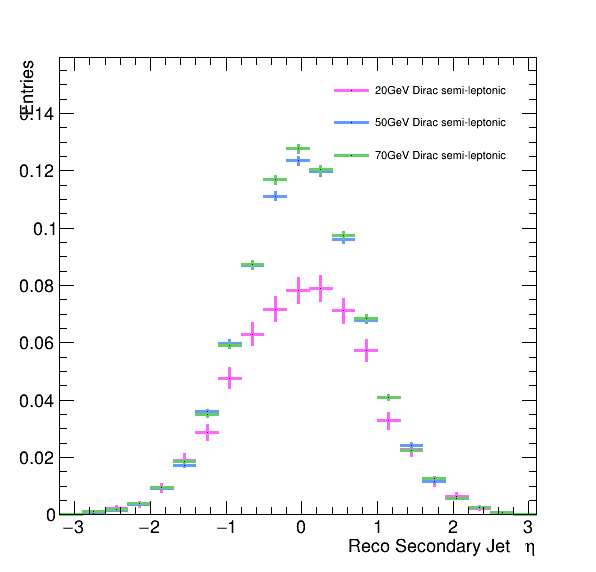 Entries
20GeV Dirac semi-leptonic
50GeV Dirac semi-leptonic
70GeV Dirac semi-leptonic
0.14
0.12
0.1
0.08
0.06
0.04
0.02
0
−3 −2 −1 0 1 2 3
Reco Secondary Jet η